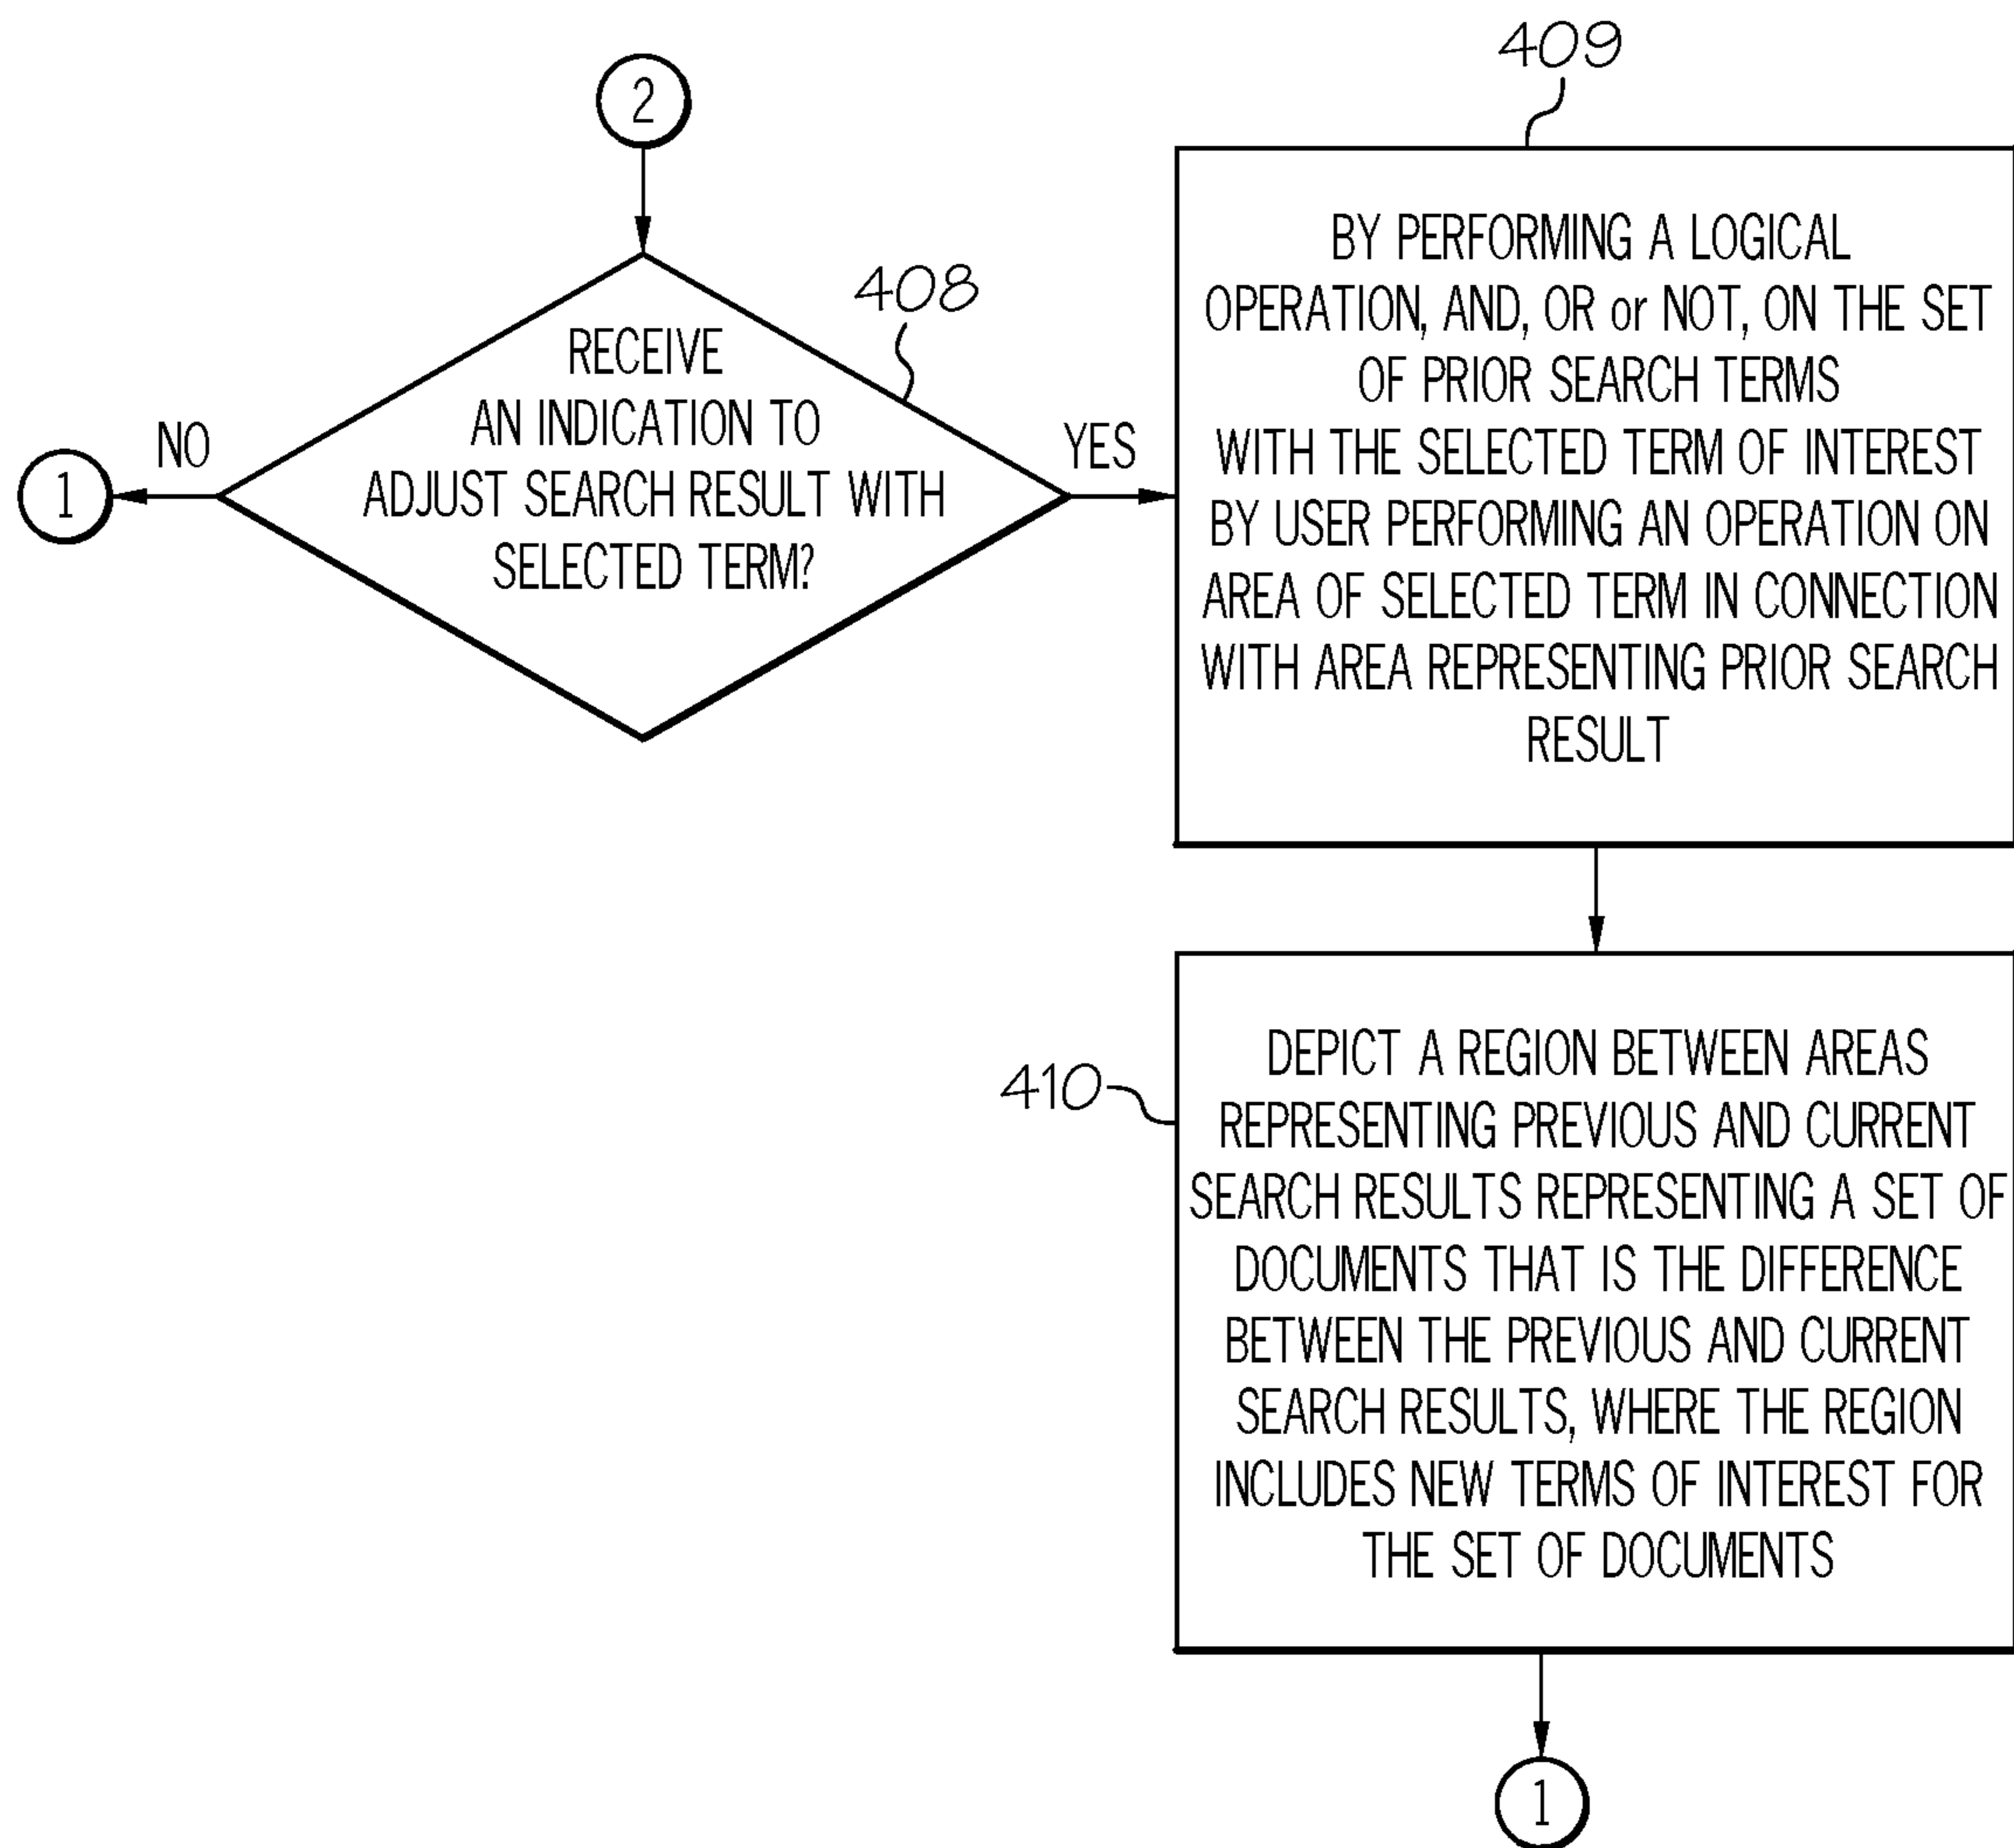 2
409
408
RECEIVE
AN INDICATION TO
ADJUST SEARCH RESULT WITH
SELECTED TERM?
NO
1
YES
BY PERFORMING A LOGICAL
OPERATION, AND, OR or NOT, ON THE SET
OF PRIOR SEARCH TERMS
WITH THE SELECTED TERM OF INTEREST
BY USER PERFORMING AN OPERATION ON
AREA OF SELECTED TERM IN CONNECTION
WITH AREA REPRESENTING PRIOR SEARCH
RESULT
410
DEPICT A REGION BETWEEN AREAS
REPRESENTING PREVIOUS AND CURRENT
SEARCH RESULTS REPRESENTING A SET OF
DOCUMENTS THAT IS THE DIFFERENCE
BETWEEN THE PREVIOUS AND CURRENT
SEARCH RESULTS, WHERE THE REGION
INCLUDES NEW TERMS OF INTEREST FOR
THE SET OF DOCUMENTS
1